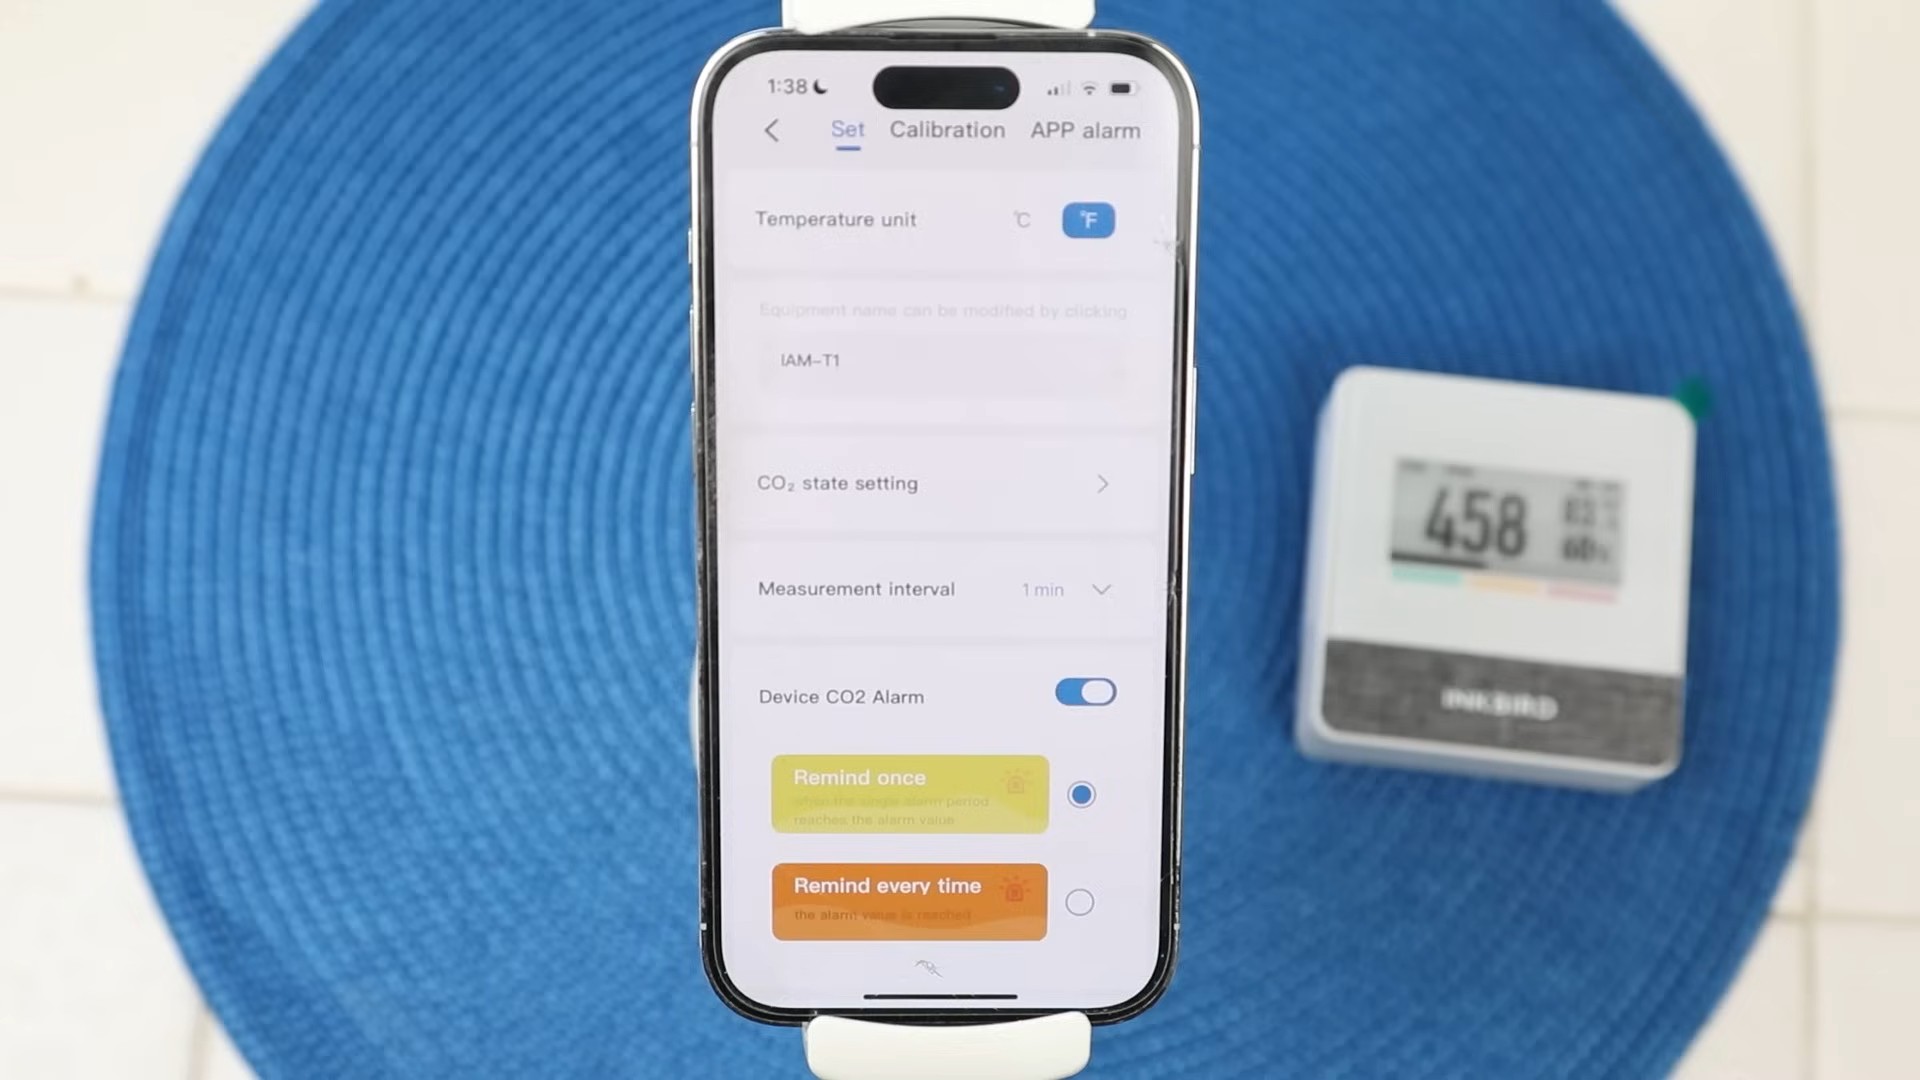 1:38
Set Calibration APP alarm
Temperature unit °C °F
Equipment name can be modified by clicking
IAM-T1
CO₂ state setting
Measurement interval 1 min
Device CO2 Alarm
Remind once
when the single alarm period
reaches the alarm value
Remind every time
the alarm value is reached
458
60%
INKBIRD